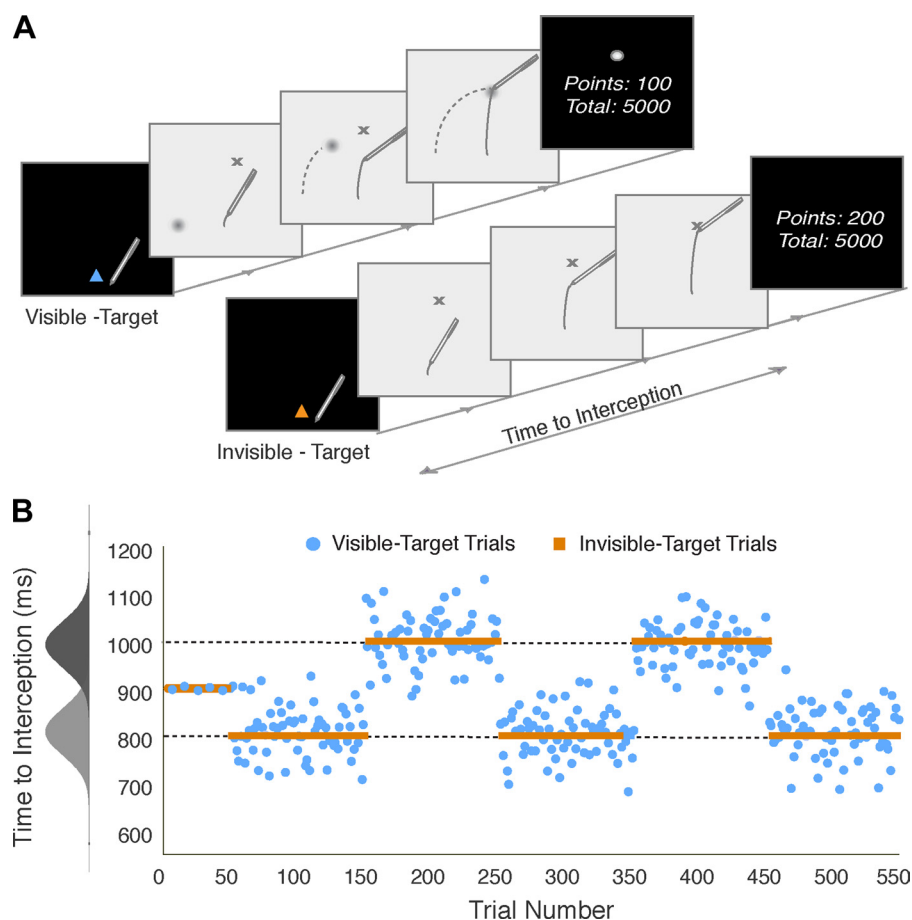 A
Points: 100
Total: 5000
Points: 200
Total: 5000
Visible -Target
Invisible - Target
Time to Interception
B
Visible-Target Trials
Invisible-Target Trials
Time to Interception (ms)
1200
1100
1000
900
800
700
600
0 50 100 150 200 250 300 350 400 450 500 550
Trial Number